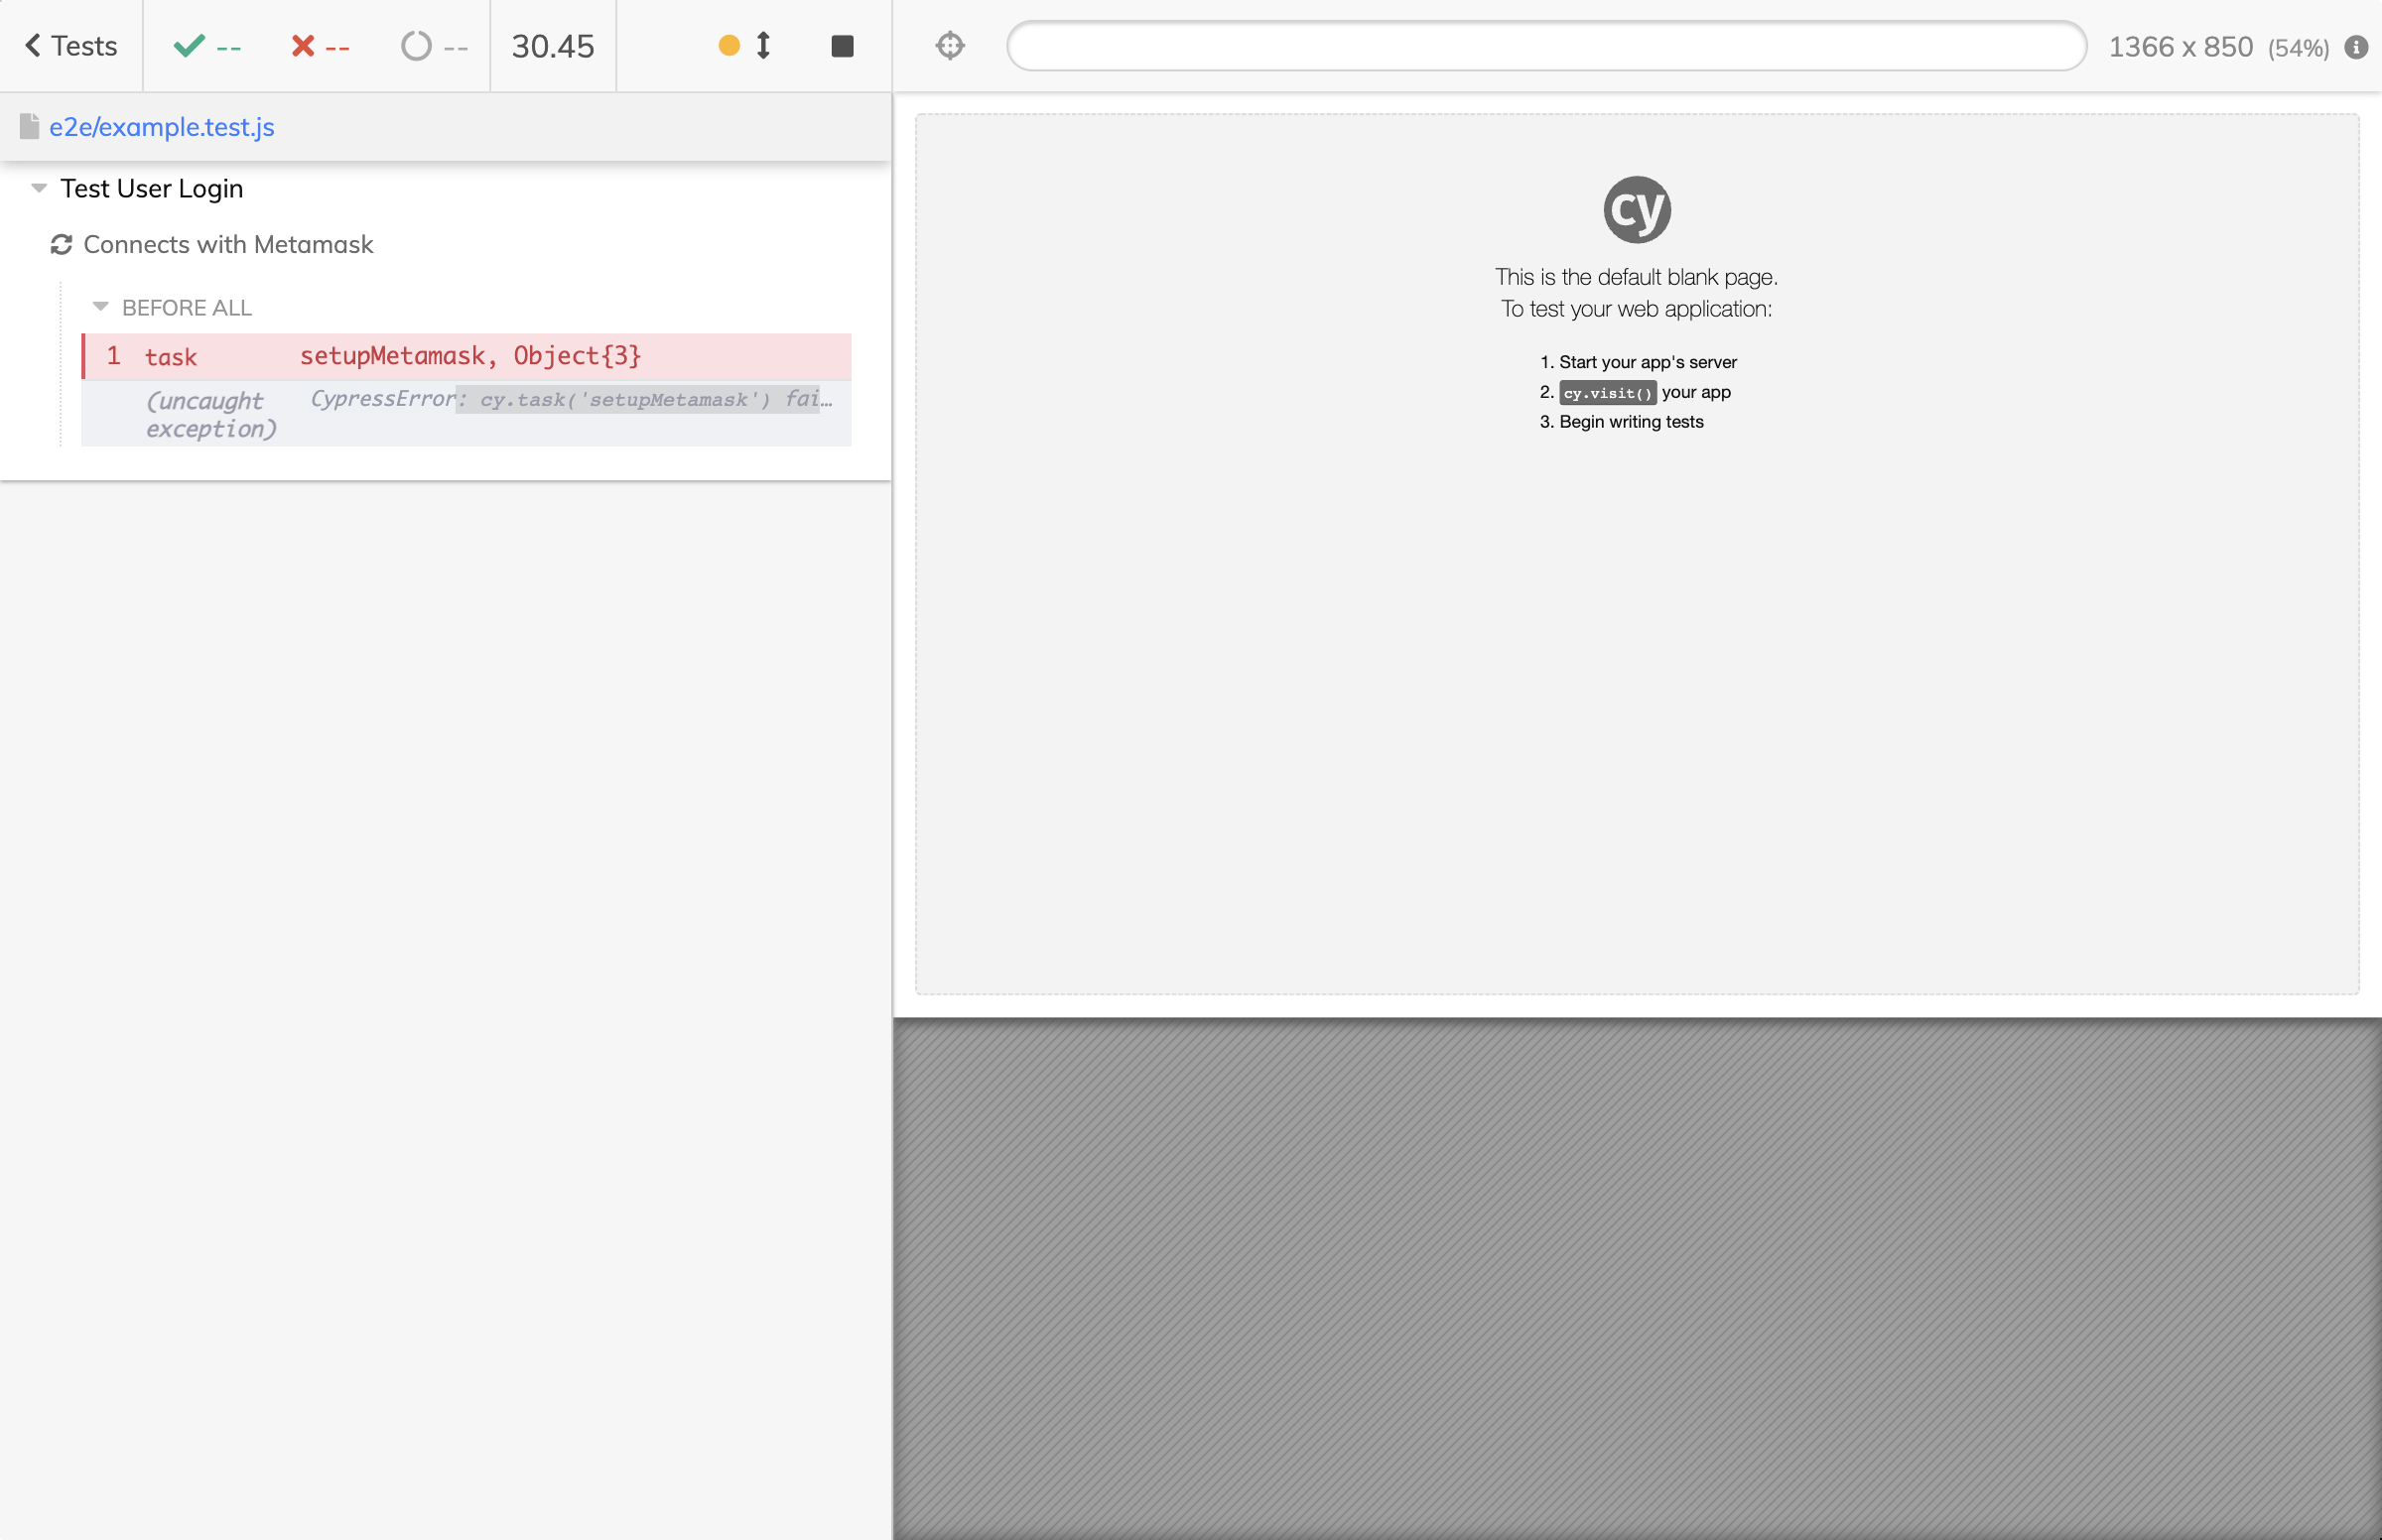 Tests
--
--
--
30.45
1366 x 850 (54%)
e2e/example.test.js
Test User Login
Connects with Metamask
BEFORE ALL
1 task setupMetamask, Object{3}
(uncaught exception) CypressError: cy.task('setupMetamask') fai…
cy
This is the default blank page.
To test your web application:
1. Start your app's server
2. cy.visit() your app
3. Begin writing tests